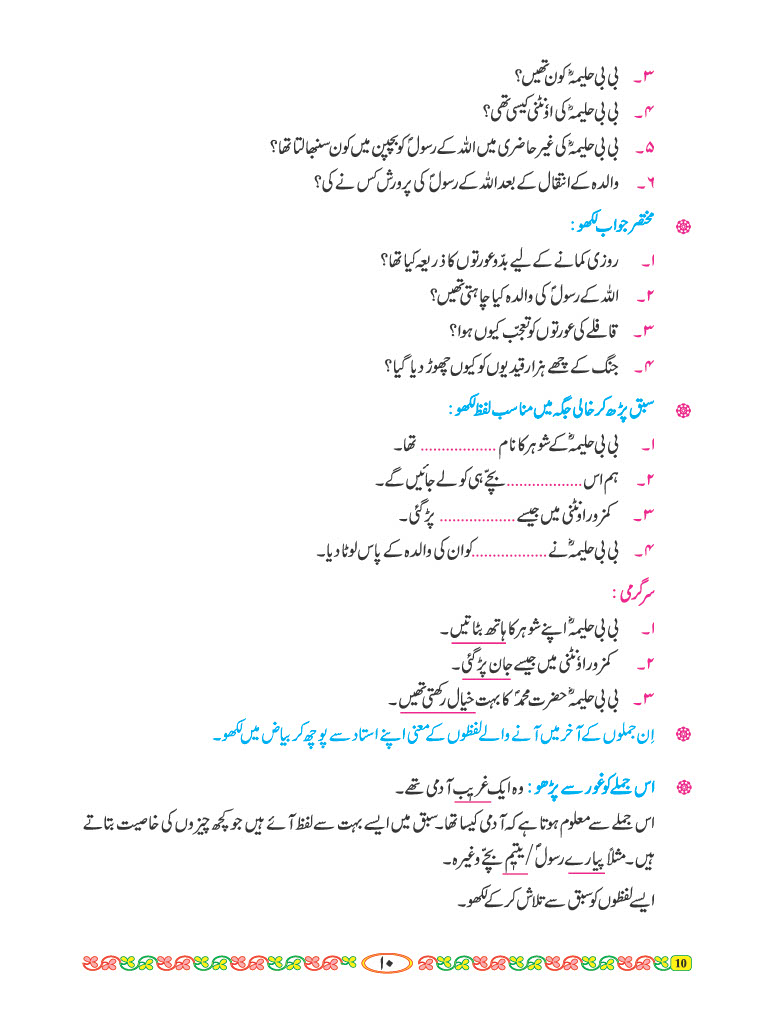 ۳۔ بی بی حلیمہؓ کون تھیں؟
۴۔ بی بی حلیمہؓ کی اونٹنی کیسی تھی؟
۵۔ بی بی حلیمہؓ کی غیر حاضری میں اللہ کے رسولؐ کو بچپن میں کون سنبھالتا تھا؟
۶۔ والدہ کے انتقال کے بعد اللہ کے رسولؐ کی پرورش کس نے کی؟
مختصر جواب لکھو :
۱۔ روزی کمانے کے لیے بدّو عورتوں کا ذریعہ کیا تھا؟
۲۔ اللہ کے رسولؐ کی والدہ کیا چاہتی تھیں؟
۳۔ قافلے کی عورتوں کو تعجّب کیوں ہوا؟
۴۔ جنگ کے چھے ہزار قیدیوں کو کیوں چھوڑ دیا گیا؟
سبق پڑھ کر خالی جگہ میں مناسب لفظ لکھو :
۱۔ بی بی حلیمہؓ کے شوہر کا نام .................. تھا۔
۲۔ ہم اس .................. بچّے ہی کو لے جائیں گے۔
۳۔ کمزور اونٹنی میں جیسے .................. پڑ گئی۔
۴۔ بی بی حلیمہؓ نے .................. کو ان کی والدہ کے پاس لوٹا دیا۔
سرگرمی :
۱۔ بی بی حلیمہؓ اپنے شوہر کا ہاتھ بٹاتیں۔
۲۔ کمزور اونٹنی میں جیسے جان پڑ گئی۔
۳۔ بی بی حلیمہؓ حضرت محمدؐ کا بہت خیال رکھتی تھیں۔
اِن جملوں کے آخر میں آنے والے لفظوں کے معنی اپنے استاد سے پوچھ کر بیاض میں لکھو۔
اس جملے کو غور سے پڑھو : وہ ایک غریب آدمی تھے۔
اس جملے سے معلوم ہوتا ہے کہ آدمی کیسا تھا۔ سبق میں ایسے بہت سے لفظ آئے ہیں جو کچھ چیزوں کی خاصیت بتاتے
ہیں۔ مثلاً پیارے رسولؐ / یتیم بچّے وغیرہ۔
ایسے لفظوں کو سبق سے تلاش کر کے لکھو۔
10
۱۰